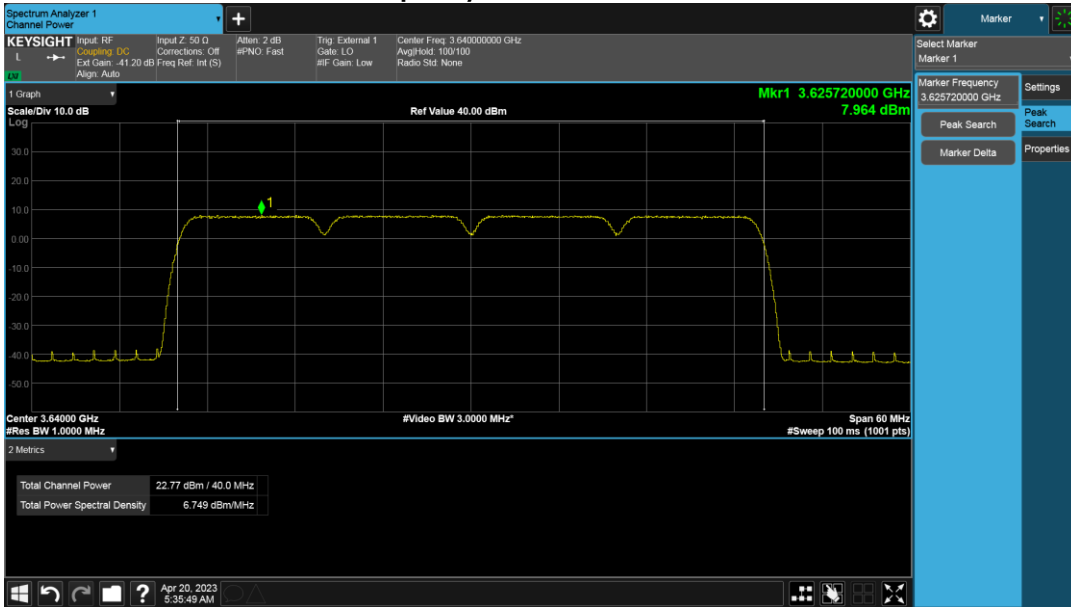 Spectrum Analyzer 1
Channel Power
+
KEYSIGHT
L
Input: RF
Coupling: DC
Ext Gain: -41.20 dB
Align: Auto
Input Z: 50 Ω
Corrections: Off
Freq Ref: Int (S)
Atten: 2 dB
#PNO: Fast
Trig: External 1
Gate: LO
#IF Gain: Low
Center Freq: 3.640000000 GHz
Avg|Hold: 100/100
Radio Std: None
1 Graph
Scale/Div 10.0 dB
Ref Value 40.00 dBm
Mkr1 3.625720000 GHz
7.964 dBm
Log
30.0
20.0
10.0
0.00
-10.0
-20.0
-30.0
-40.0
-50.0
1
Center 3.64000 GHz
#Video BW 3.0000 MHz*
Span 60 MHz
#Res BW 1.0000 MHz
#Sweep 100 ms (1001 pts)
2 Metrics
Total Channel Power 22.77 dBm / 40.0 MHz
Total Power Spectral Density 6.749 dBm/MHz
?
Apr 20, 2023
5:35:49 AM
Marker
Select Marker
Marker 1
Marker Frequency
3.625720000 GHz
Peak Search
Marker Delta
Settings
Peak
Search
Properties